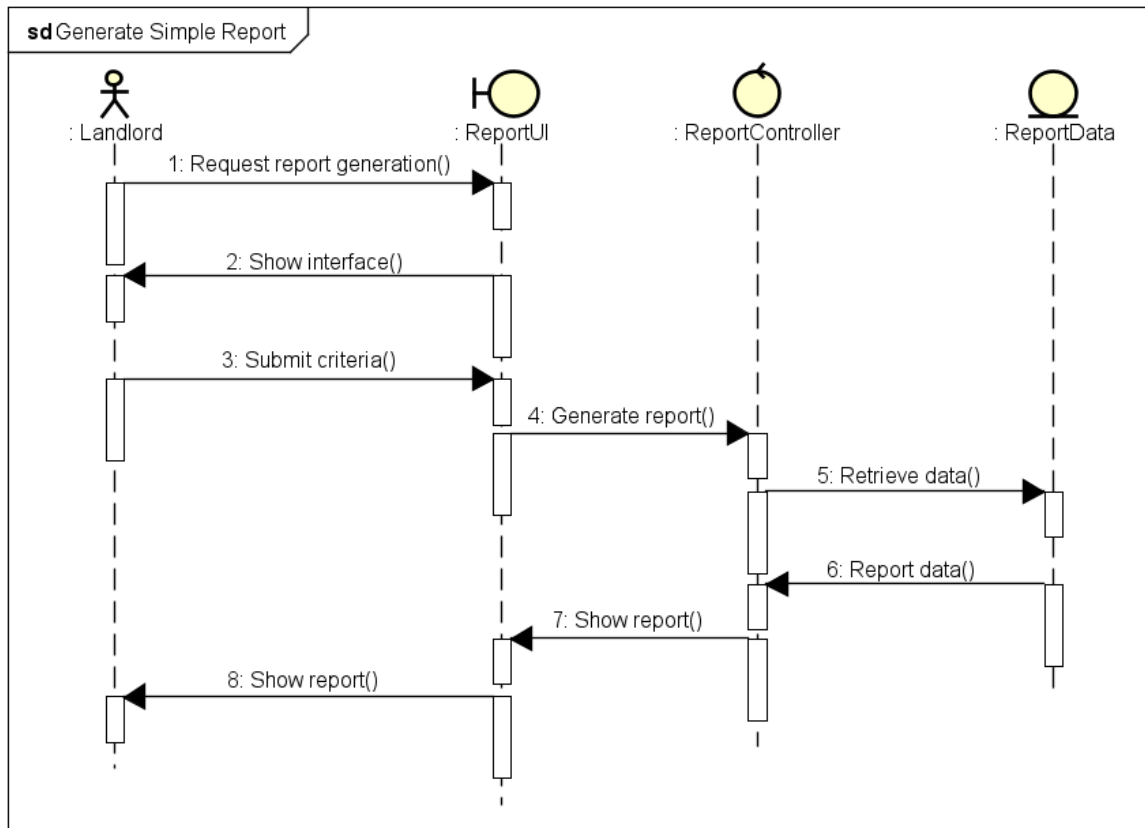 sd Generate Simple Report
: Landlord
: ReportUI
: ReportController
: ReportData
1: Request report generation()
2: Show interface()
3: Submit criteria()
4: Generate report()
5: Retrieve data()
6: Report data()
7: Show report()
8: Show report()